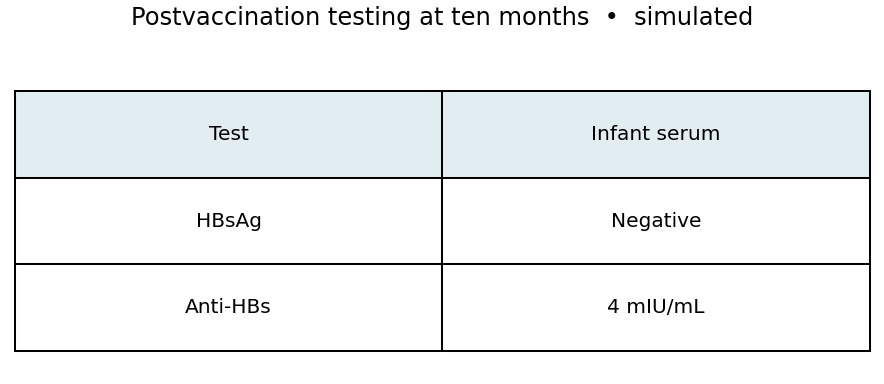 Postvaccination testing at ten months • simulated
Test Infant serum
HBsAg Negative
Anti-HBs 4 mIU/mL